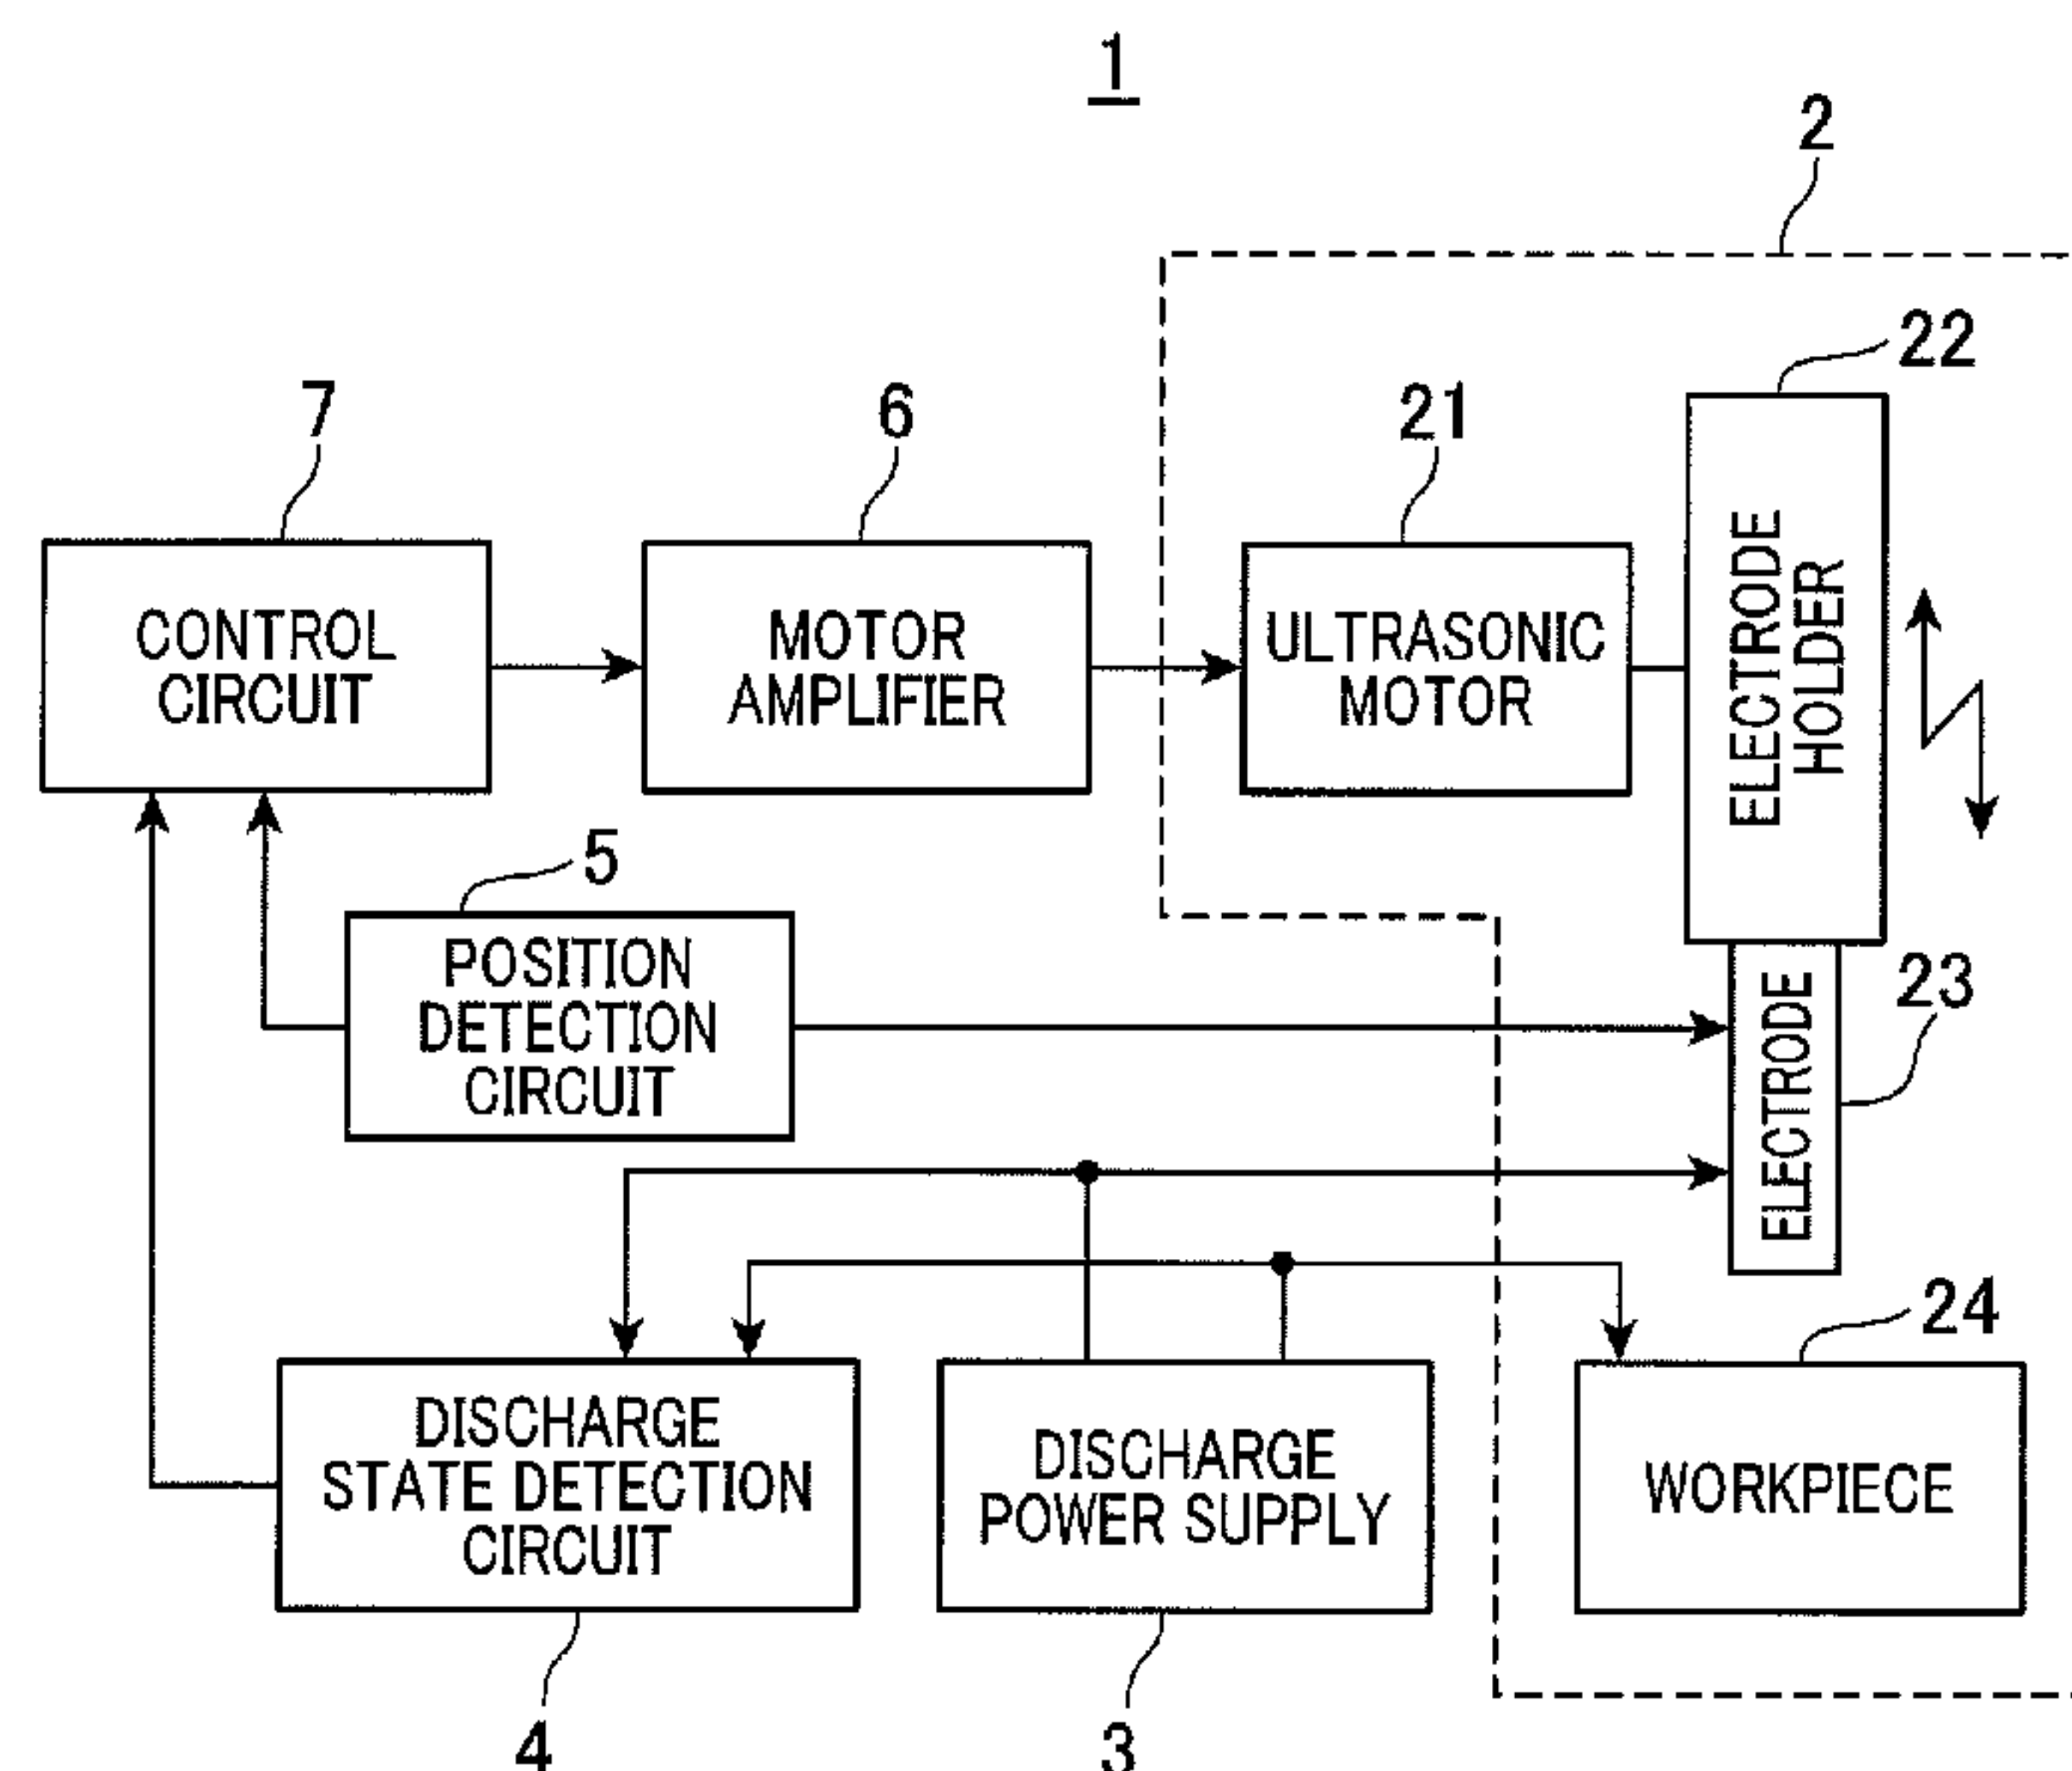 1
2
22
7
6
21
CONTROL
CIRCUIT
MOTOR
AMPLIFIER
ULTRASONIC
MOTOR
ELECTRODE
HOLDER
5
POSITION
DETECTION
CIRCUIT
ELECTRODE
23
24
DISCHARGE
STATE DETECTION
CIRCUIT
DISCHARGE
POWER SUPPLY
WORKPIECE
4
3